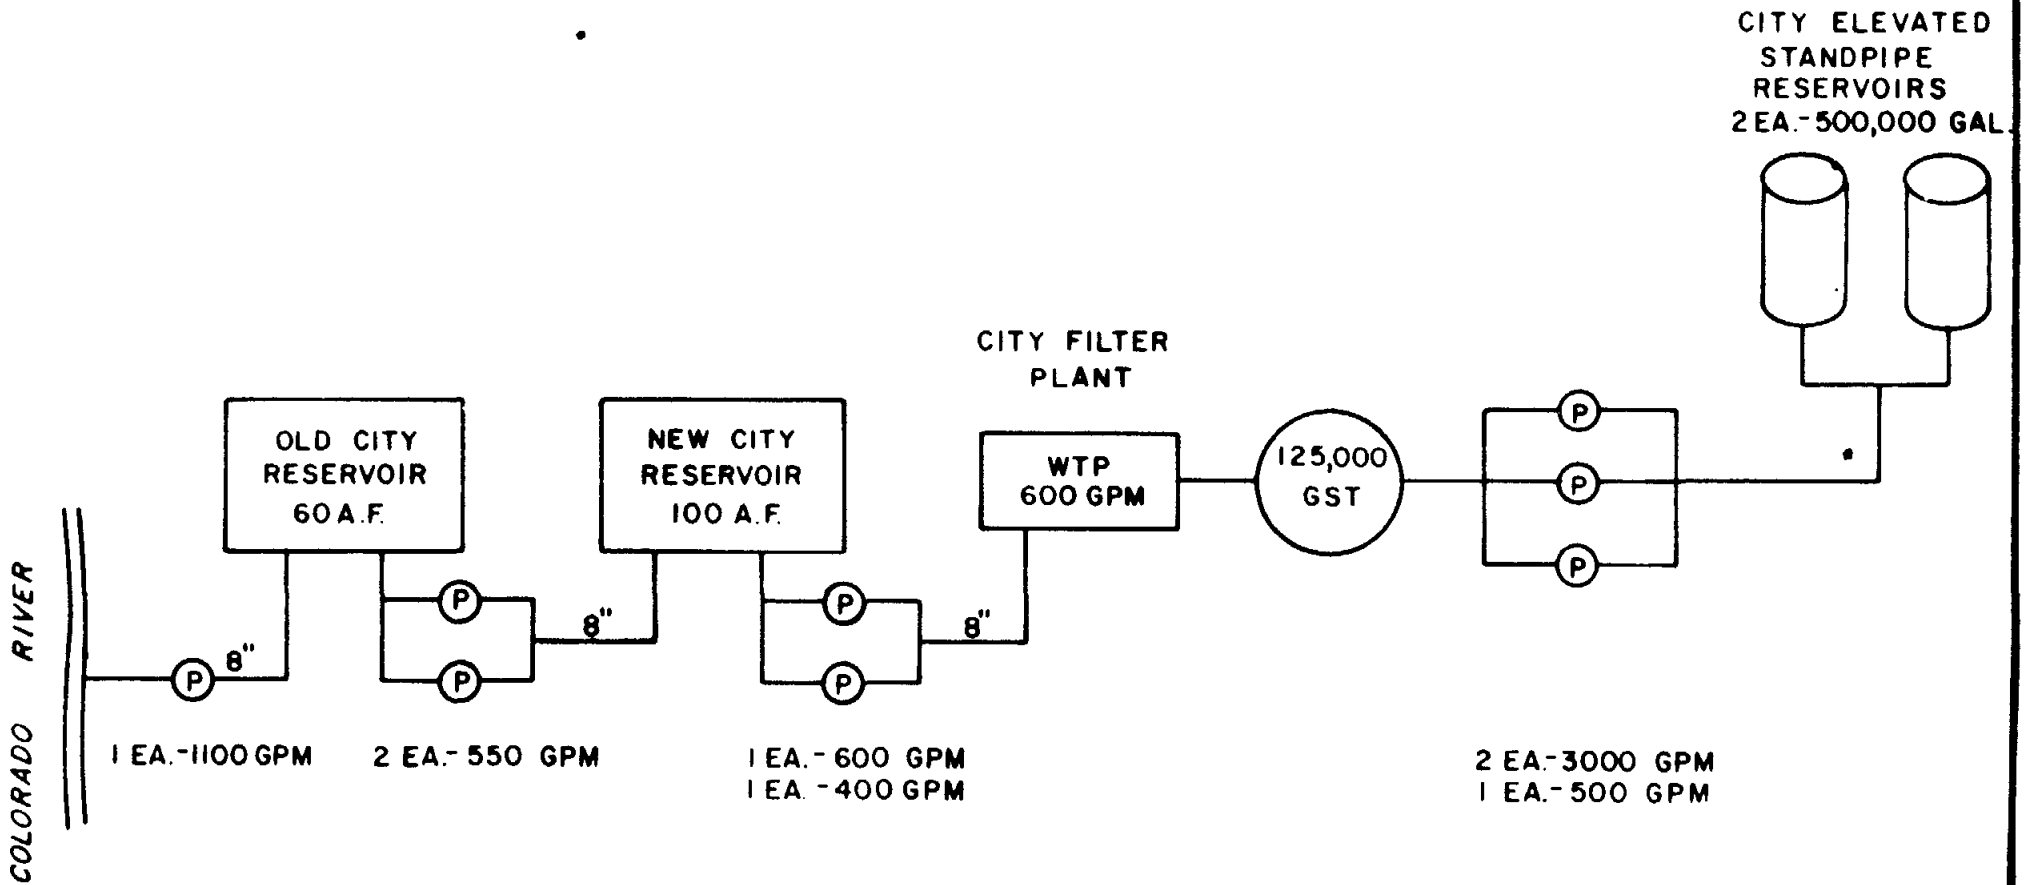 CITY ELEVATED
STANDPIPE
RESERVOIRS
2 EA.-500,000 GAL.
CITY FILTER
PLANT
OLD CITY
RESERVOIR
60 A.F.
NEW CITY
RESERVOIR
100 A.F.
WTP
600 GPM
125,000
GST
P
P
P
P
P
P
P
P
8"
8"
8"
COLORADO RIVER
1 EA.-1100 GPM
2 EA.-550 GPM
1 EA.-600 GPM
1 EA.-400 GPM
2 EA.-3000 GPM
1 EA.-500 GPM